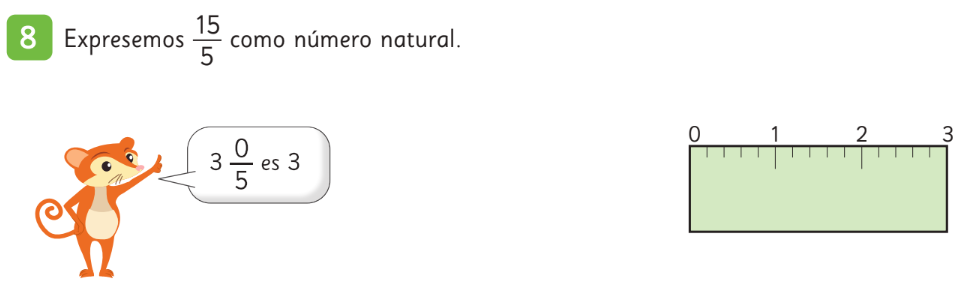 8 Expresemos 15/5 como número natural.
3 0/5 es 3
0 1 2 3